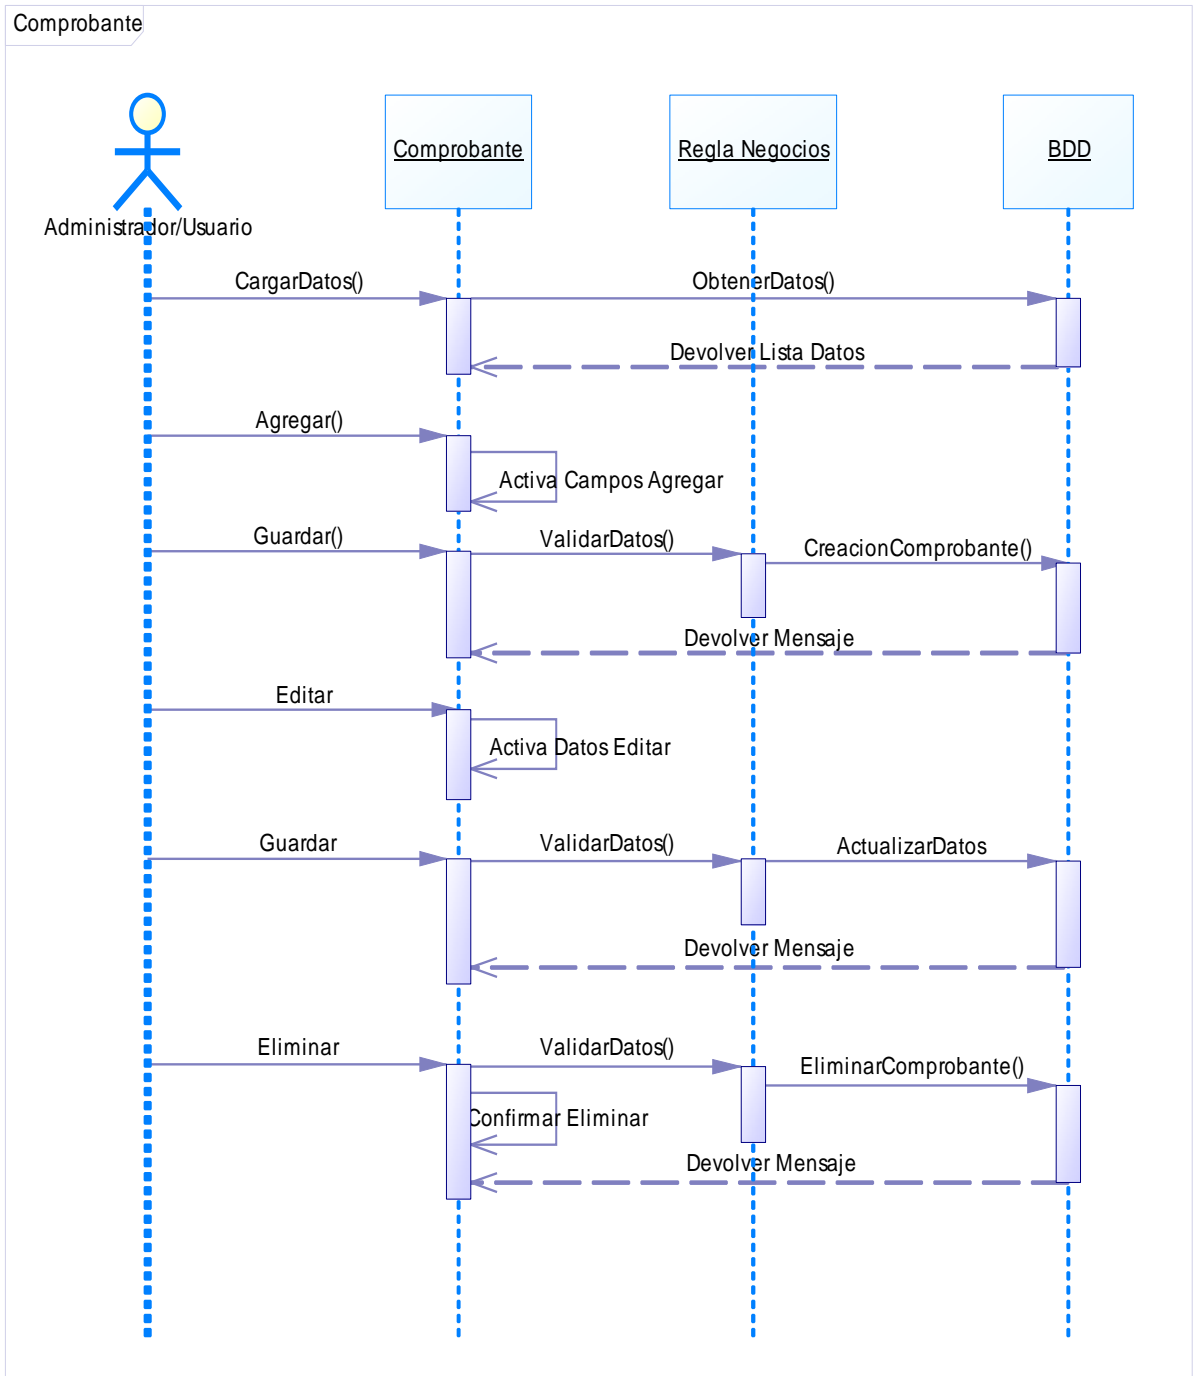 Comprobante
Comprobante
Regla Negocios
BDD
Administrador/Usuario
CargarDatos()
ObtenerDatos()
Devolver Lista Datos
Agregar()
Activa Campos Agregar
Guardar()
ValidarDatos()
CreacionComprobante()
Devolver Mensaje
Editar
Activa Datos Editar
Guardar
ValidarDatos()
ActualizarDatos
Devolver Mensaje
Eliminar
ValidarDatos()
EliminarComprobante()
Confirmar Eliminar
Devolver Mensaje